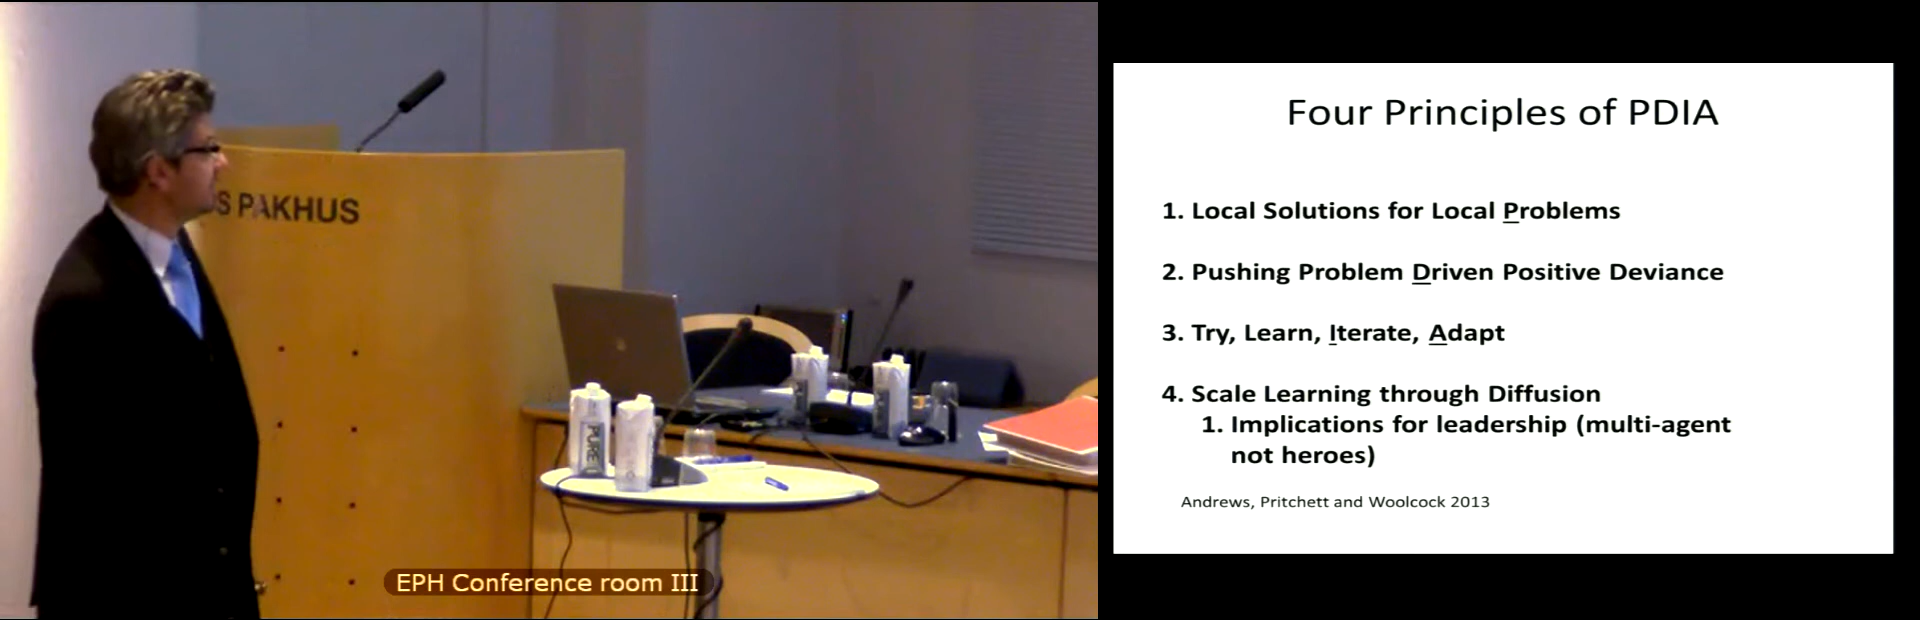 S PAKHUS
PURE
EPH Conference room III
Four Principles of PDIA
1. Local Solutions for Local Problems
2. Pushing Problem Driven Positive Deviance
3. Try, Learn, Iterate, Adapt
4. Scale Learning through Diffusion
1. Implications for leadership (multi-agent
not heroes)
Andrews, Pritchett and Woolcock 2013